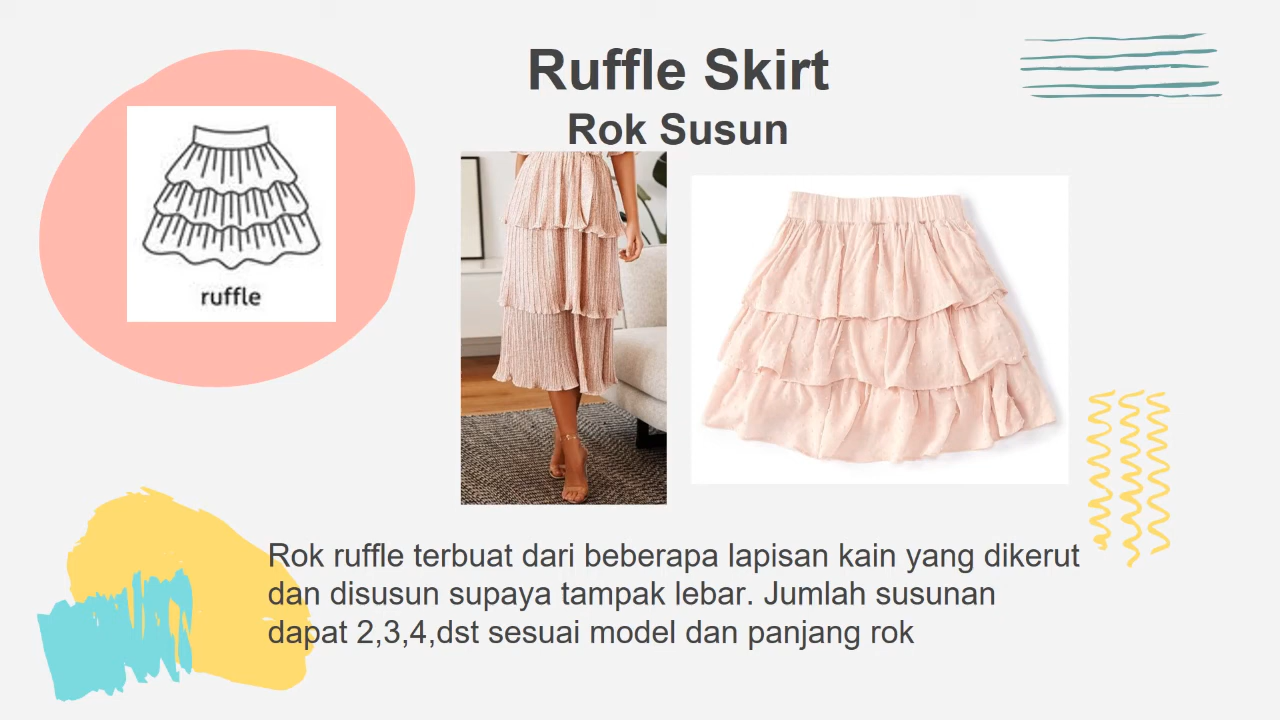 Ruffle Skirt
Rok Susun
ruffle
Rok ruffle terbuat dari beberapa lapisan kain yang dikerut
dan disusun supaya tampak lebar. Jumlah susunan
dapat 2,3,4,dst sesuai model dan panjang rok